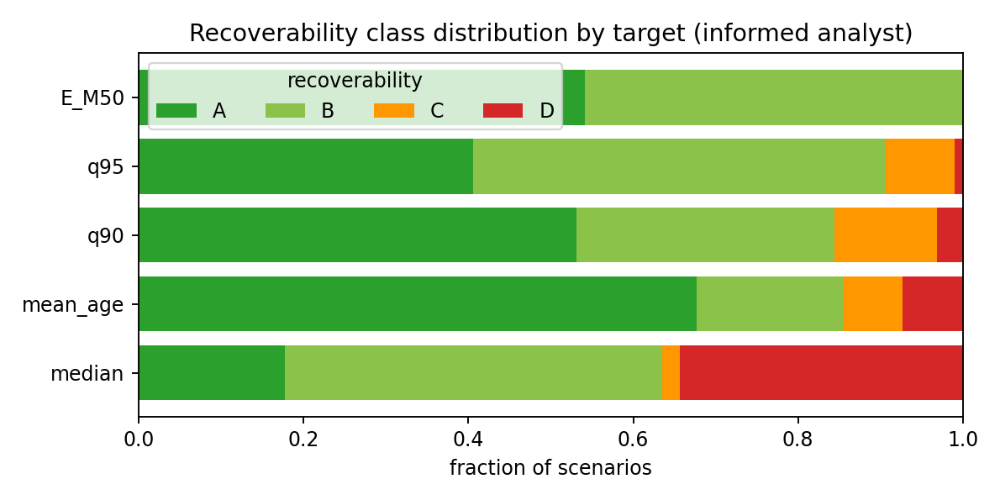 Recoverability class distribution by target (informed analyst)
recoverability
A B C D
E_M50
q95
q90
mean_age
median
0.0 0.2 0.4 0.6 0.8 1.0
fraction of scenarios